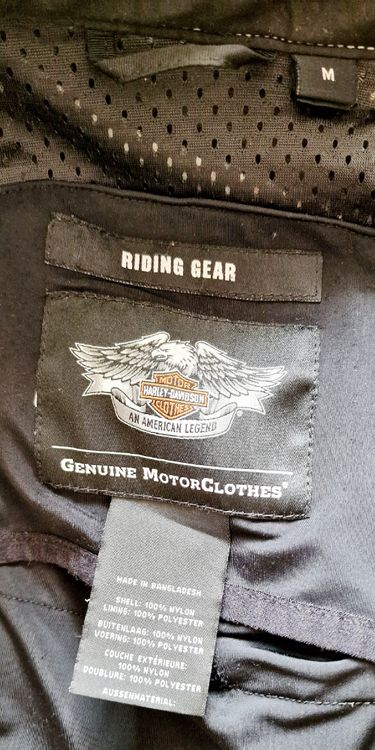 M
RIDING GEAR
MOTOR
HARLEY-DAVIDSON
CLOTHES
AN AMERICAN LEGEND
GENUINE MOTORCLOTHES®
MADE IN BANGLADESH
SHELL: 100% NYLON
LINING: 100% POLYESTER
BUITENLAAG: 100% NYLON
VOERING: 100% POLYESTER
COUCHE EXTÉRIEURE:
100% NYLON
DOUBLURE: 100% POLYESTER
AUSSENMATERIAL: